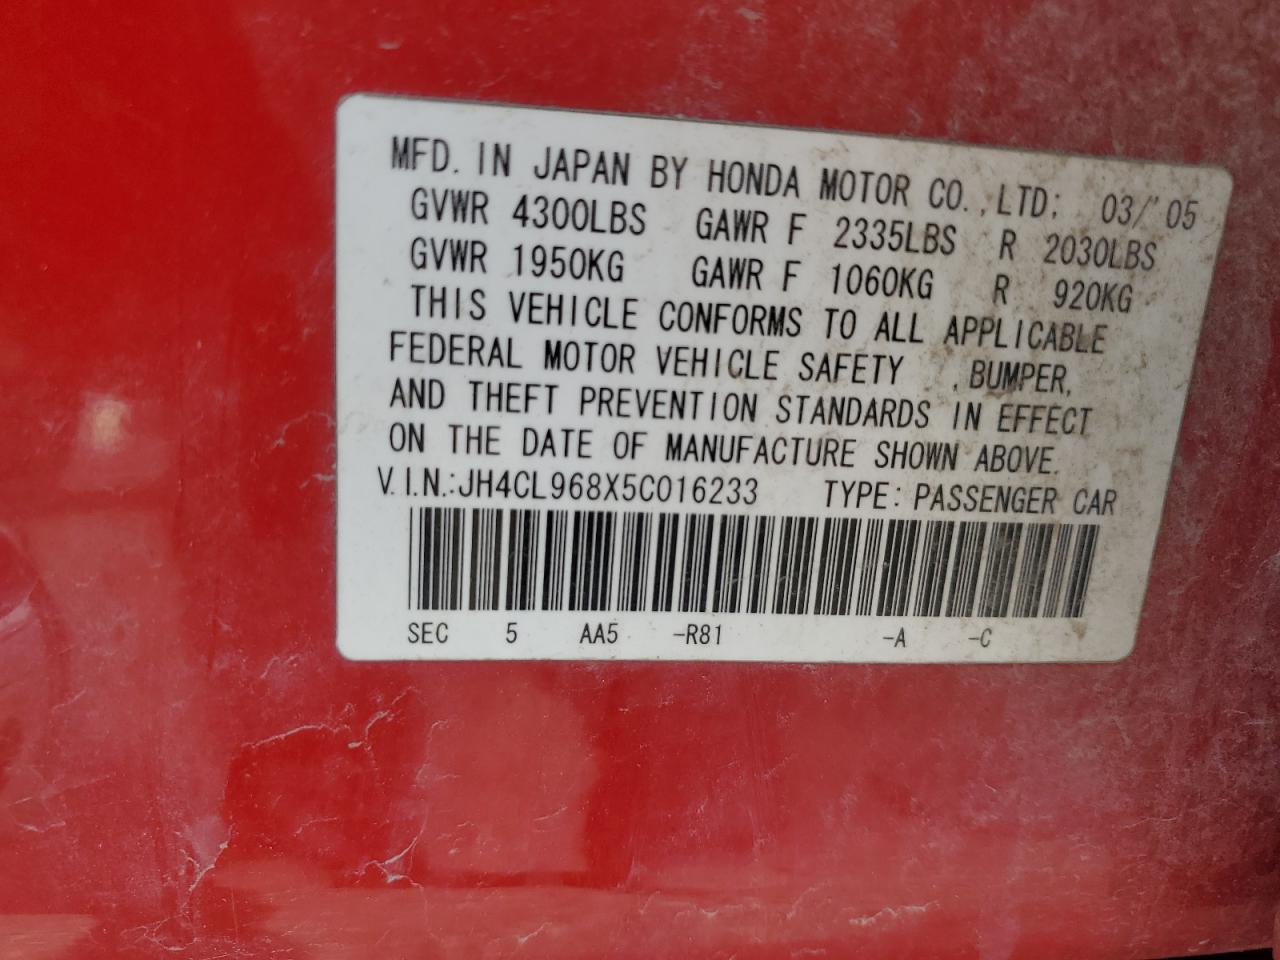 MFD. IN JAPAN BY HONDA MOTOR CO.,LTD; 03/'05
GVWR 4300LBS GAWR F 2335LBS R 2030LBS
GVWR 1950KG GAWR F 1060KG R 920KG
THIS VEHICLE CONFORMS TO ALL APPLICABLE
FEDERAL MOTOR VEHICLE SAFETY , BUMPER,
AND THEFT PREVENTION STANDARDS IN EFFECT
ON THE DATE OF MANUFACTURE SHOWN ABOVE.
V.I.N.:JH4CL968X5C016233 TYPE: PASSENGER CAR
SEC 5 AA5 -R81 -A -C